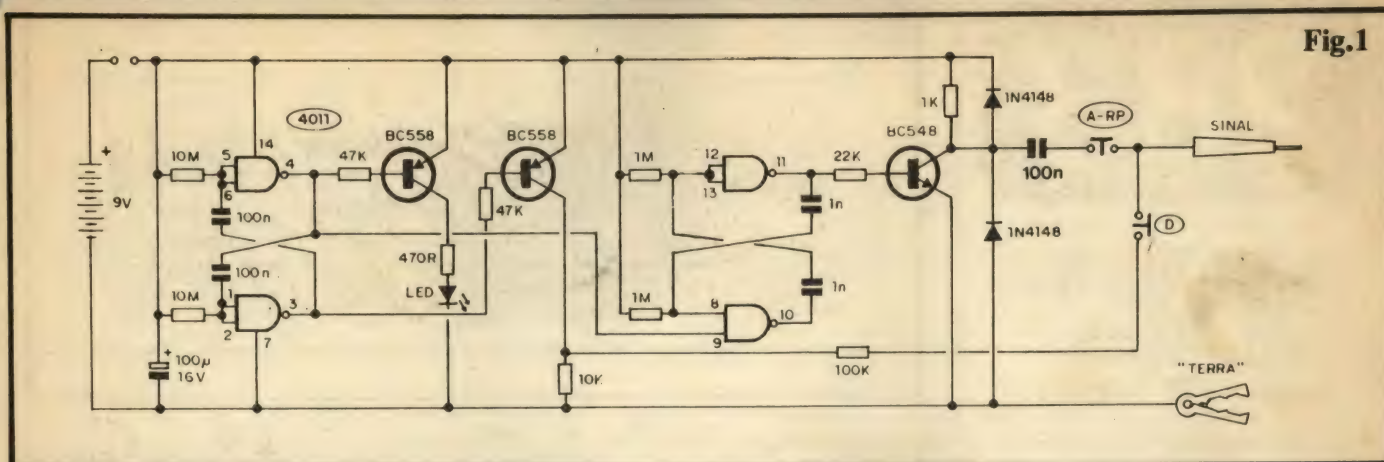 Fig.1
4011
9V
+
10M
5
6
14
4
47K
BC558
BC558
47K
100n
100n
10M
1
2
3
7
+
100µ
16V
470R
LED
10K
1M
12
13
11
22K
1n
1M
8
9
10
1n
100K
1K
BC548
1N4148
1N4148
100n
A-RP
SINAL
D
"TERRA"